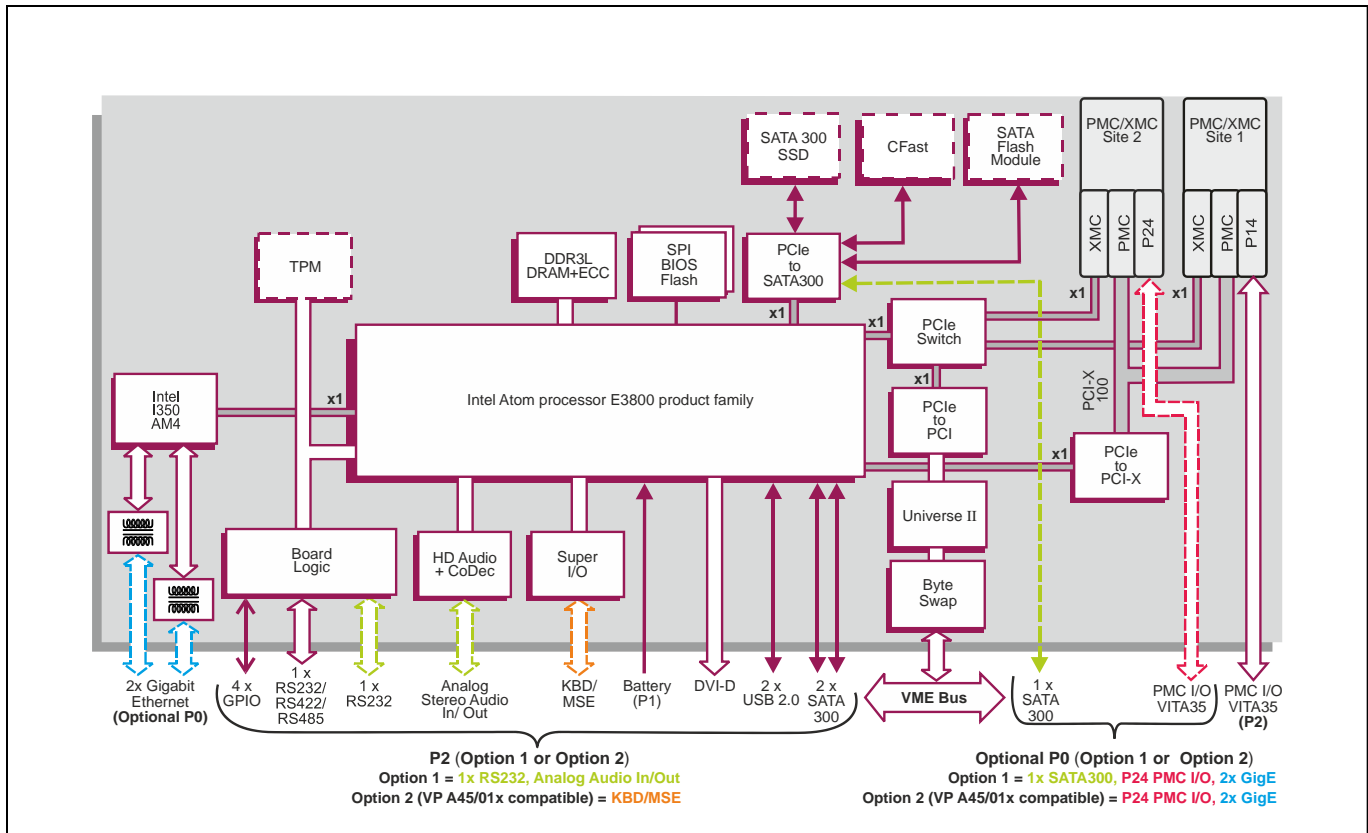 PMC/XMC
Site 2
PMC/XMC
Site 1
SATA 300
SSD
CFast
SATA
Flash
Module
XMC
PMC
P24
XMC
PMC
P14
TPM
DDR3L
DRAM+ECC
SPI
BIOS
Flash
PCIe
to
SATA300
x1
x1
x1
x1
PCIe
Switch
x1
PCI-X
100
Intel
I350
AM4
x1
Intel Atom processor E3800 product family
PCIe
to
PCI
x1
PCIe
to
PCI-X
Universe II
Board
Logic
HD Audio
+ CoDec
Super
I/O
Byte
Swap
2x Gigabit
Ethernet
(Optional P0)
4 x
GPIO
1 x
RS232/
RS422/
RS485
1 x
RS232
Analog
Stereo Audio
In/ Out
KBD/
MSE
Battery
(P1)
DVI-D
2 x
USB 2.0
2 x
SATA
300
VME Bus
1 x
SATA
300
PMC I/O
VITA35
PMC I/O
VITA35
(P2)
P2 (Option 1 or Option 2)
Option 1 = 1x RS232, Analog Audio In/Out
Option 2 (VP A45/01x compatible) = KBD/MSE
Optional P0 (Option 1 or Option 2)
Option 1 = 1x SATA300, P24 PMC I/O, 2x GigE
Option 2 (VP A45/01x compatible) = P24 PMC I/O, 2x GigE